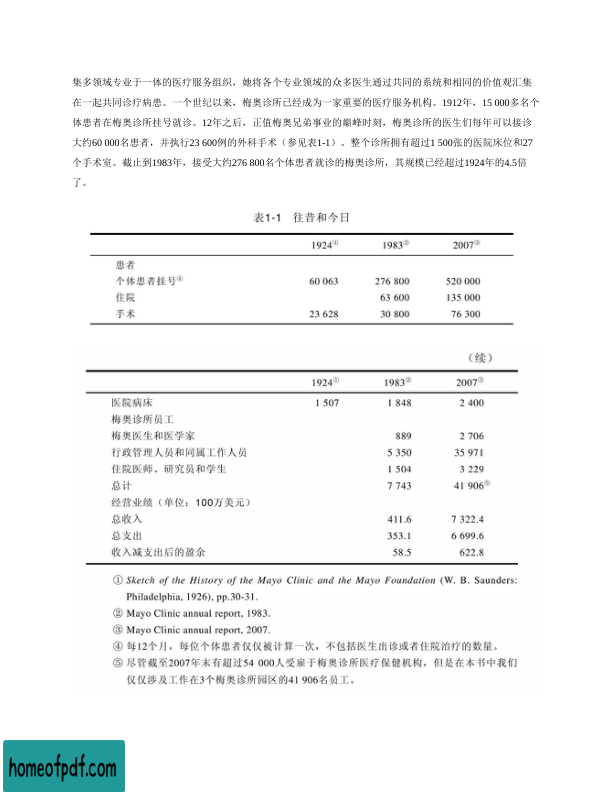 集多领域专业于一体的医疗服务组织，她将各个专业领域的众多医生通过共同的系统和相同的价值观汇集
在一起共同诊疗病患。一个世纪以来，梅奥诊所已经成为一家重要的医疗服务机构。1912年，15 000多名个
体患者在梅奥诊所挂号就诊。12年之后，正值梅奥兄弟事业的巅峰时刻，梅奥诊所的医生们每年可以接诊
大约60 000名患者，并执行23 600例的外科手术（参见表1-1）。整个诊所拥有超过1 500张的医院床位和27
个手术室。截止到1983年，接受大约276 800名个体患者就诊的梅奥诊所，其规模已经超过1924年的4.5倍
了。
表1-1 往昔和今日
1924① 1983② 2007③
患者
个体患者挂号④ 60 063 276 800 520 000
住院 63 600 135 000
手术 23 628 30 800 76 300
（续）
1924① 1983② 2007③
医院病床 1 507 1 848 2 400
梅奥诊所员工
梅奥医生和医学家 889 2 706
行政管理人员和同属工作人员 5 350 35 971
住院医师、研究员和学生 1 504 3 229
总计 7 743 41 906⑤
经营业绩（单位：100万美元）
总收入 411.6 7 322.4
总支出 353.1 6 699.6
收入减支出后的盈余 58.5 622.8
① Sketch of the History of the Mayo Clinic and the Mayo Foundation (W. B. Saunders:
Philadelphia, 1926), pp.30-31.
② Mayo Clinic annual report, 1983.
③ Mayo Clinic annual report, 2007.
④ 每12个月，每位个体患者仅仅被计算一次，不包括医生出诊或者住院治疗的数量。
⑤ 尽管截至2007年末有超过54 000人受雇于梅奥诊所医疗保健机构，但是在本书中我们
仅仅涉及工作在3个梅奥诊所园区的41 906名员工。
homeofpdf.com